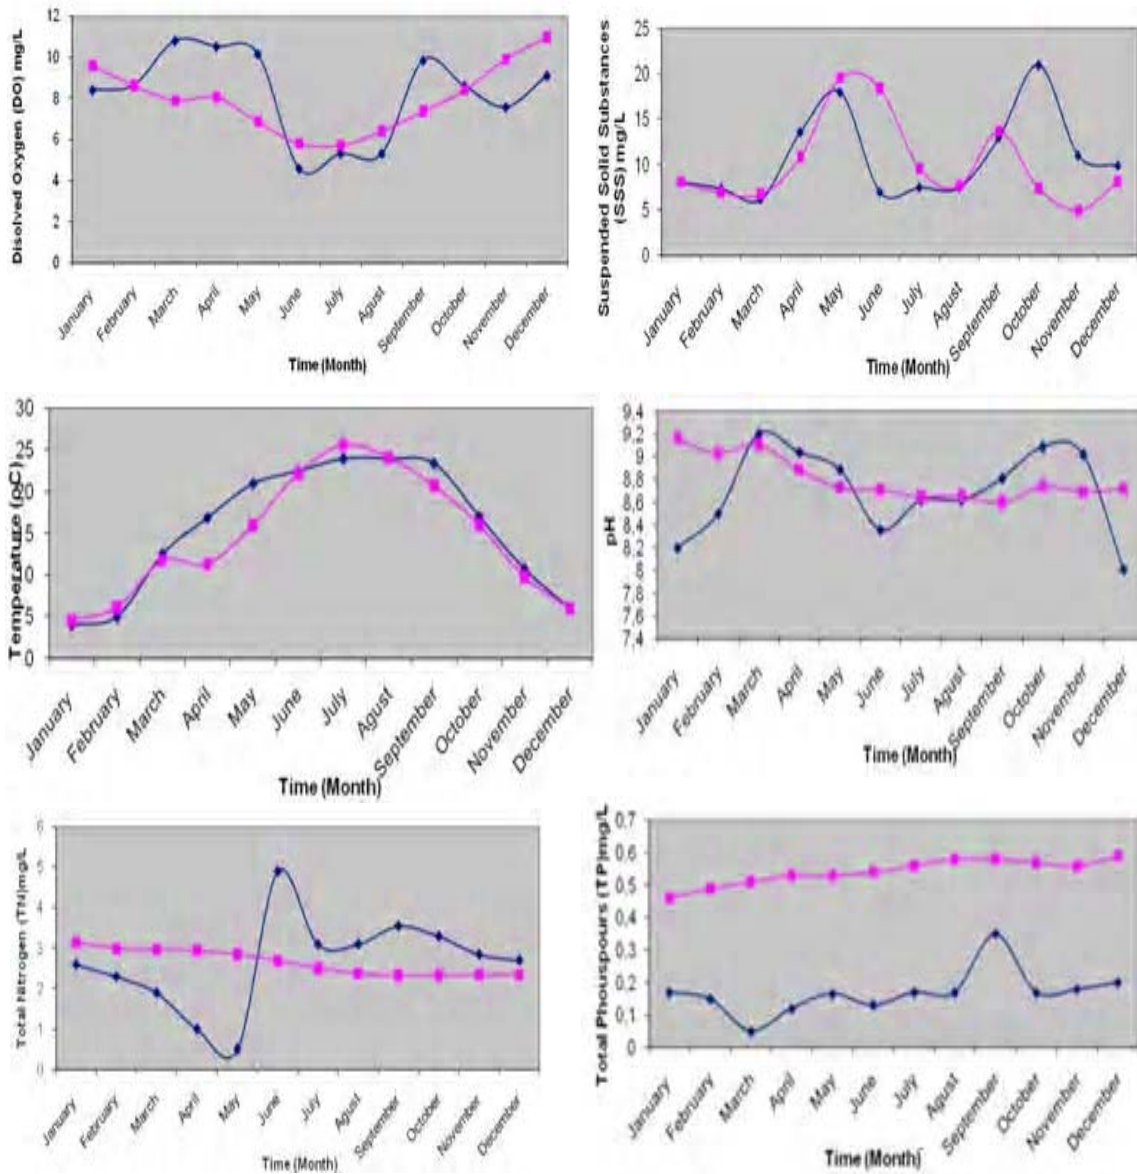 Disolved Oxygen (DO) mg/L
12
10
8
6
4
2
0
January
February
March
April
May
June
July
Agust
September
October
November
December
Time (Month)
Suspended Solid Substances
(SSS) mg/L
25
20
15
10
5
0
January
February
March
April
May
June
July
Agust
September
October
November
December
Time (Month)
Temperature (oC)
30
25
20
15
10
5
0
January
February
March
April
May
June
July
Agust
September
October
November
December
Time (Month)
pH
9.4
9.2
9
8.8
8.6
8.4
8.2
8
7.8
7.6
7.4
January
February
March
April
May
June
July
Agust
September
October
November
December
Time (Month)
Total Nitrogen (TN)mg/L
6
5
4
3
2
1
0
January
February
March
April
May
June
July
Agust
September
October
November
December
Time (Month)
Total Phouspours (TP)mg/L
0.7
0.6
0.5
0.4
0.3
0.2
0.1
0
January
February
March
April
May
June
July
Agust
September
October
November
December
Time (Month)